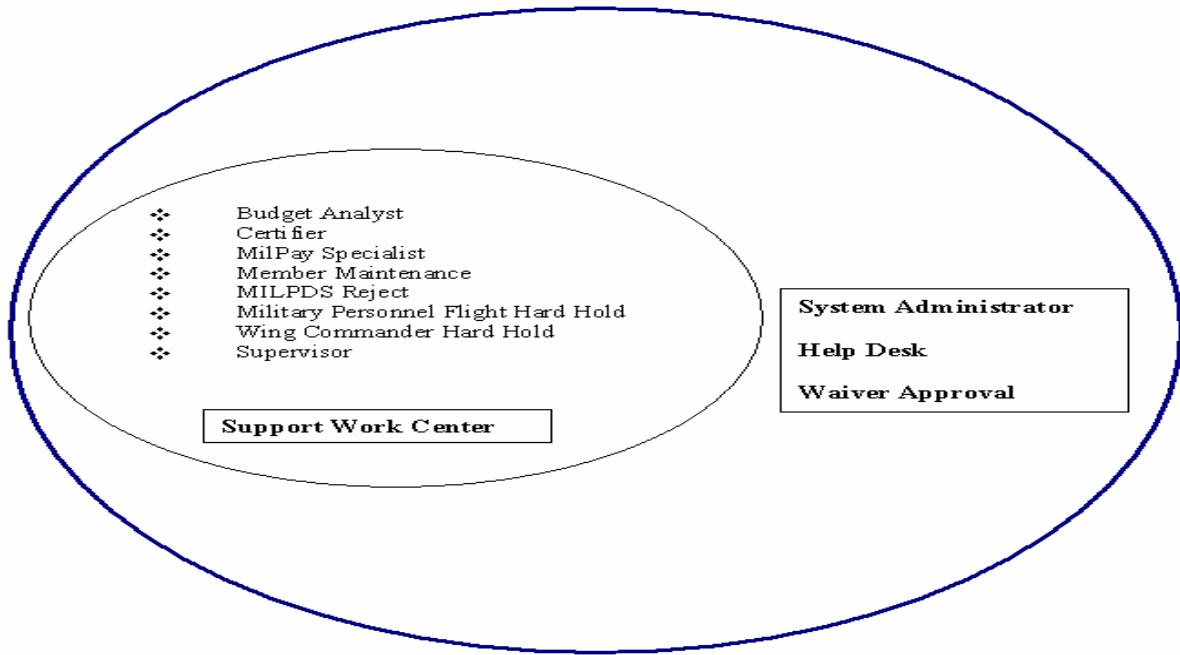 ❖ Budget Analyst
❖ Certifier
❖ MilPay Specialist
❖ Member Maintenance
❖ MILPDS Reject
❖ Military Personnel Flight Hard Hold
❖ Wing Commander Hard Hold
❖ Supervisor
Support Work Center
System Administrator
Help Desk
Waiver Approval